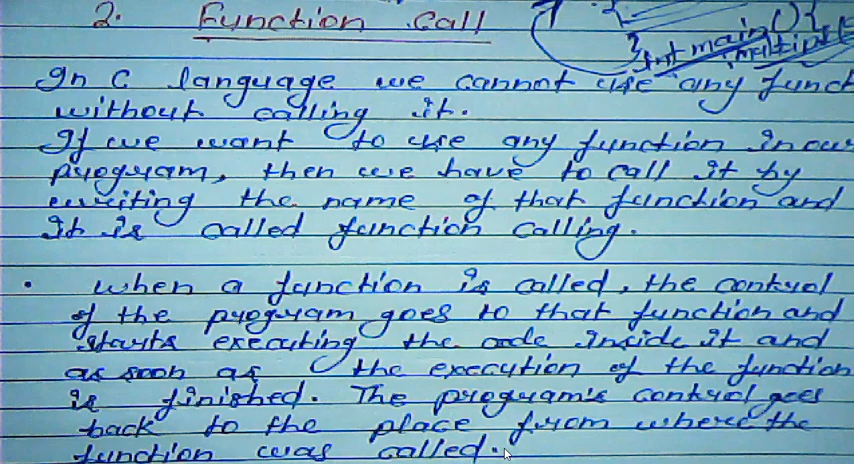 2. Function Call
int main() {
In C language we cannot use any funct
without calling it.
If we want to use any function in our
program, then we have to call it by
writing the name of that function and
It is called function calling.
• when a function is called, the control
of the program goes to that function and
starts executing the code inside it and
as soon as the execution of the function
is finished. The program's control goes
back to the place from where the
function was called.